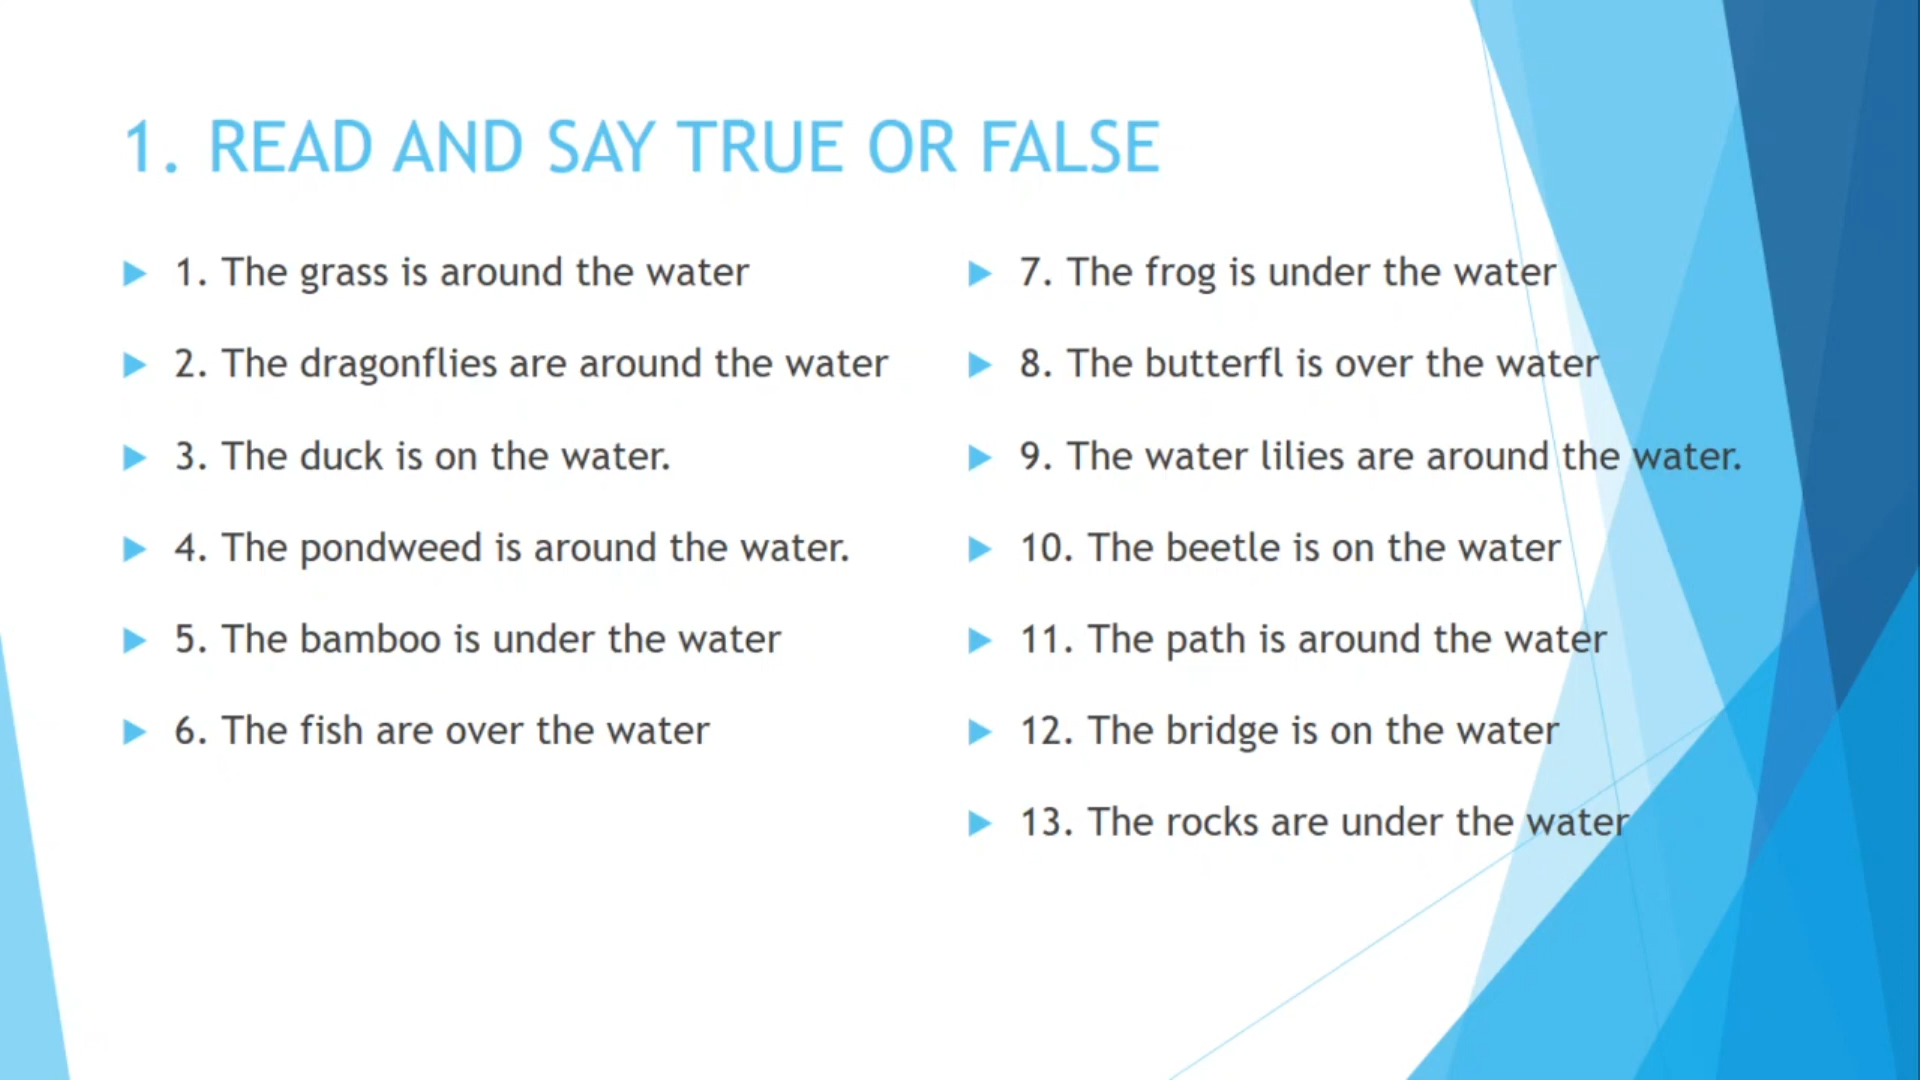 1. READ AND SAY TRUE OR FALSE
1. The grass is around the water
2. The dragonflies are around the water
3. The duck is on the water.
4. The pondweed is around the water.
5. The bamboo is under the water
6. The fish are over the water
7. The frog is under the water
8. The butterfl is over the water
9. The water lilies are around the water.
10. The beetle is on the water
11. The path is around the water
12. The bridge is on the water
13. The rocks are under the water